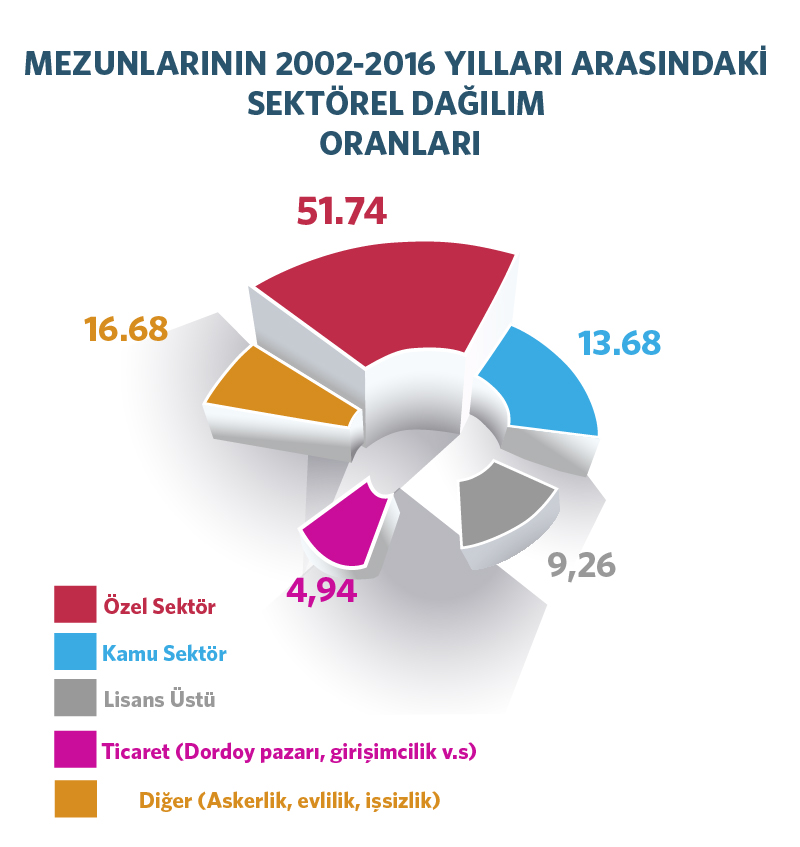 MEZUNLARININ 2002-2016 YILLARI ARASINDAKİ
SEKTÖREL DAĞILIM
ORANLARI
51.74
16.68
13.68
9,26
4,94
Özel Sektör
Kamu Sektör
Lisans Üstü
Ticaret (Dordoy pazarı, girişimcilik v.s)
Diğer (Askerlik, evlilik, işsizlik)